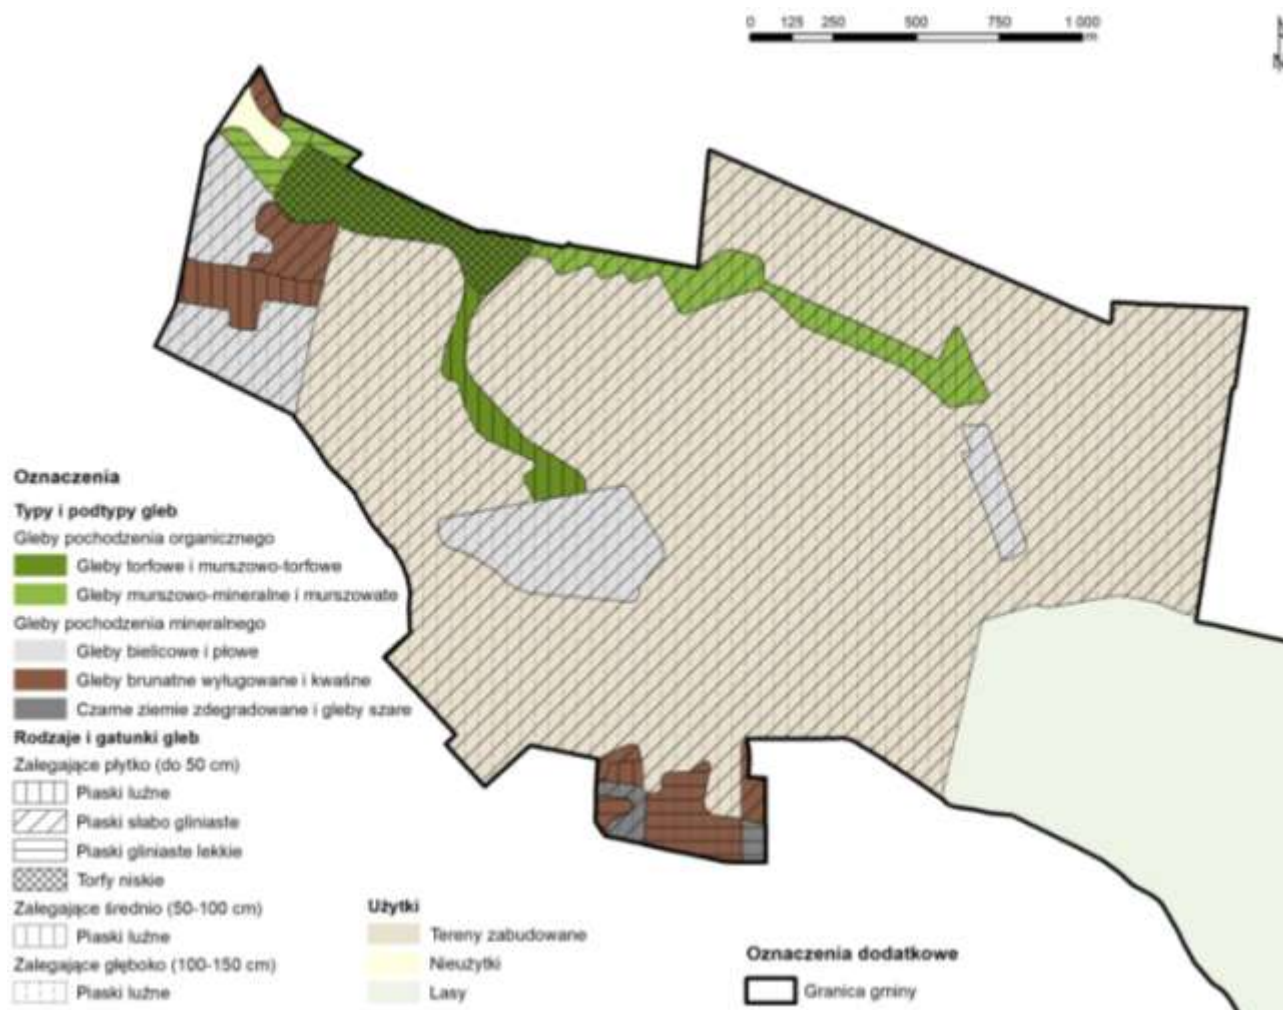 0 125 250 500 750 1 000
m
Oznaczenia
Typy i podtypy gleb
Gleby pochodzenia organicznego
Gleby torfowe i murszowo-torfowe
Gleby murszowo-mineralne i murszowate
Gleby pochodzenia mineralnego
Gleby bielicowe i płowe
Gleby brunatne wyługowane i kwaśne
Czarne ziemie zdegradowane i gleby szare
Rodzaje i gatunki gleb
Zalegające płytko (do 50 cm)
Piaski luźne
Piaski słabo gliniaste
Piaski gliniaste lekkie
Torfy niskie
Zalegające średnio (50-100 cm)
Piaski luźne
Zalegające głęboko (100-150 cm)
Piaski luźne
Użytki
Tereny zabudowane
Nieużytki
Lasy
Oznaczenia dodatkowe
Granica gminy